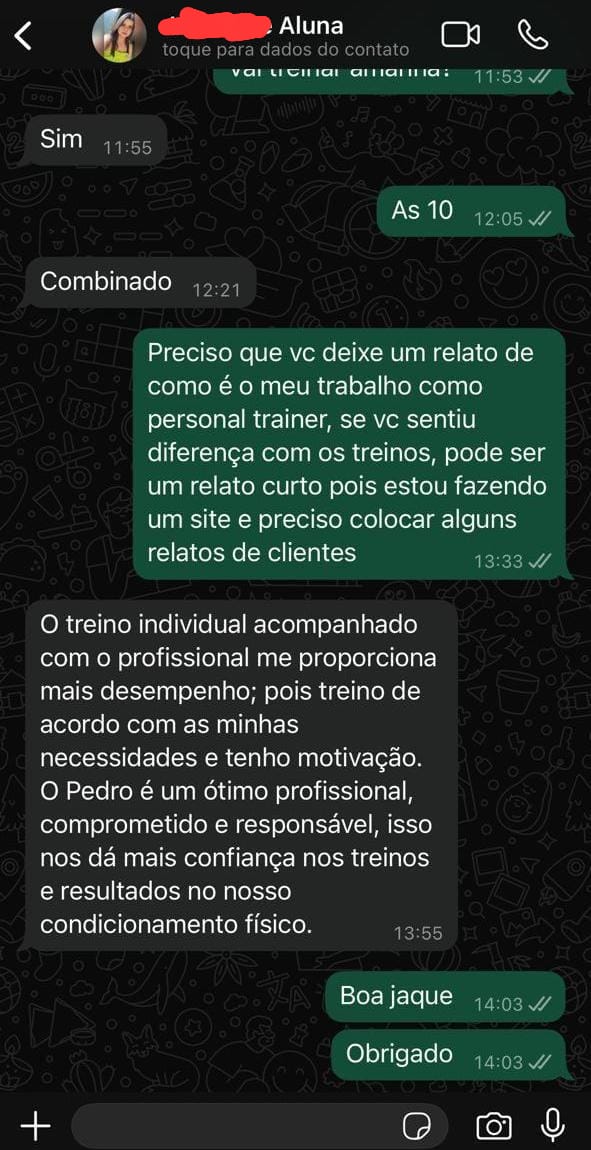 Aluna
toque para dados do contato
Vai treinar amanhã? 11:53
Sim 11:55
As 10 12:05
Combinado 12:21
Preciso que vc deixe um relato de
como é o meu trabalho como
personal trainer, se vc sentiu
diferença com os treinos, pode ser
um relato curto pois estou fazendo
um site e preciso colocar alguns
relatos de clientes 13:33
O treino individual acompanhado
com o profissional me proporciona
mais desempenho; pois treino de
acordo com as minhas
necessidades e tenho motivação.
O Pedro é um ótimo profissional,
comprometido e responsável, isso
nos dá mais confiança nos treinos
e resultados no nosso
condicionamento físico. 13:55
Boa jaque 14:03
Obrigado 14:03